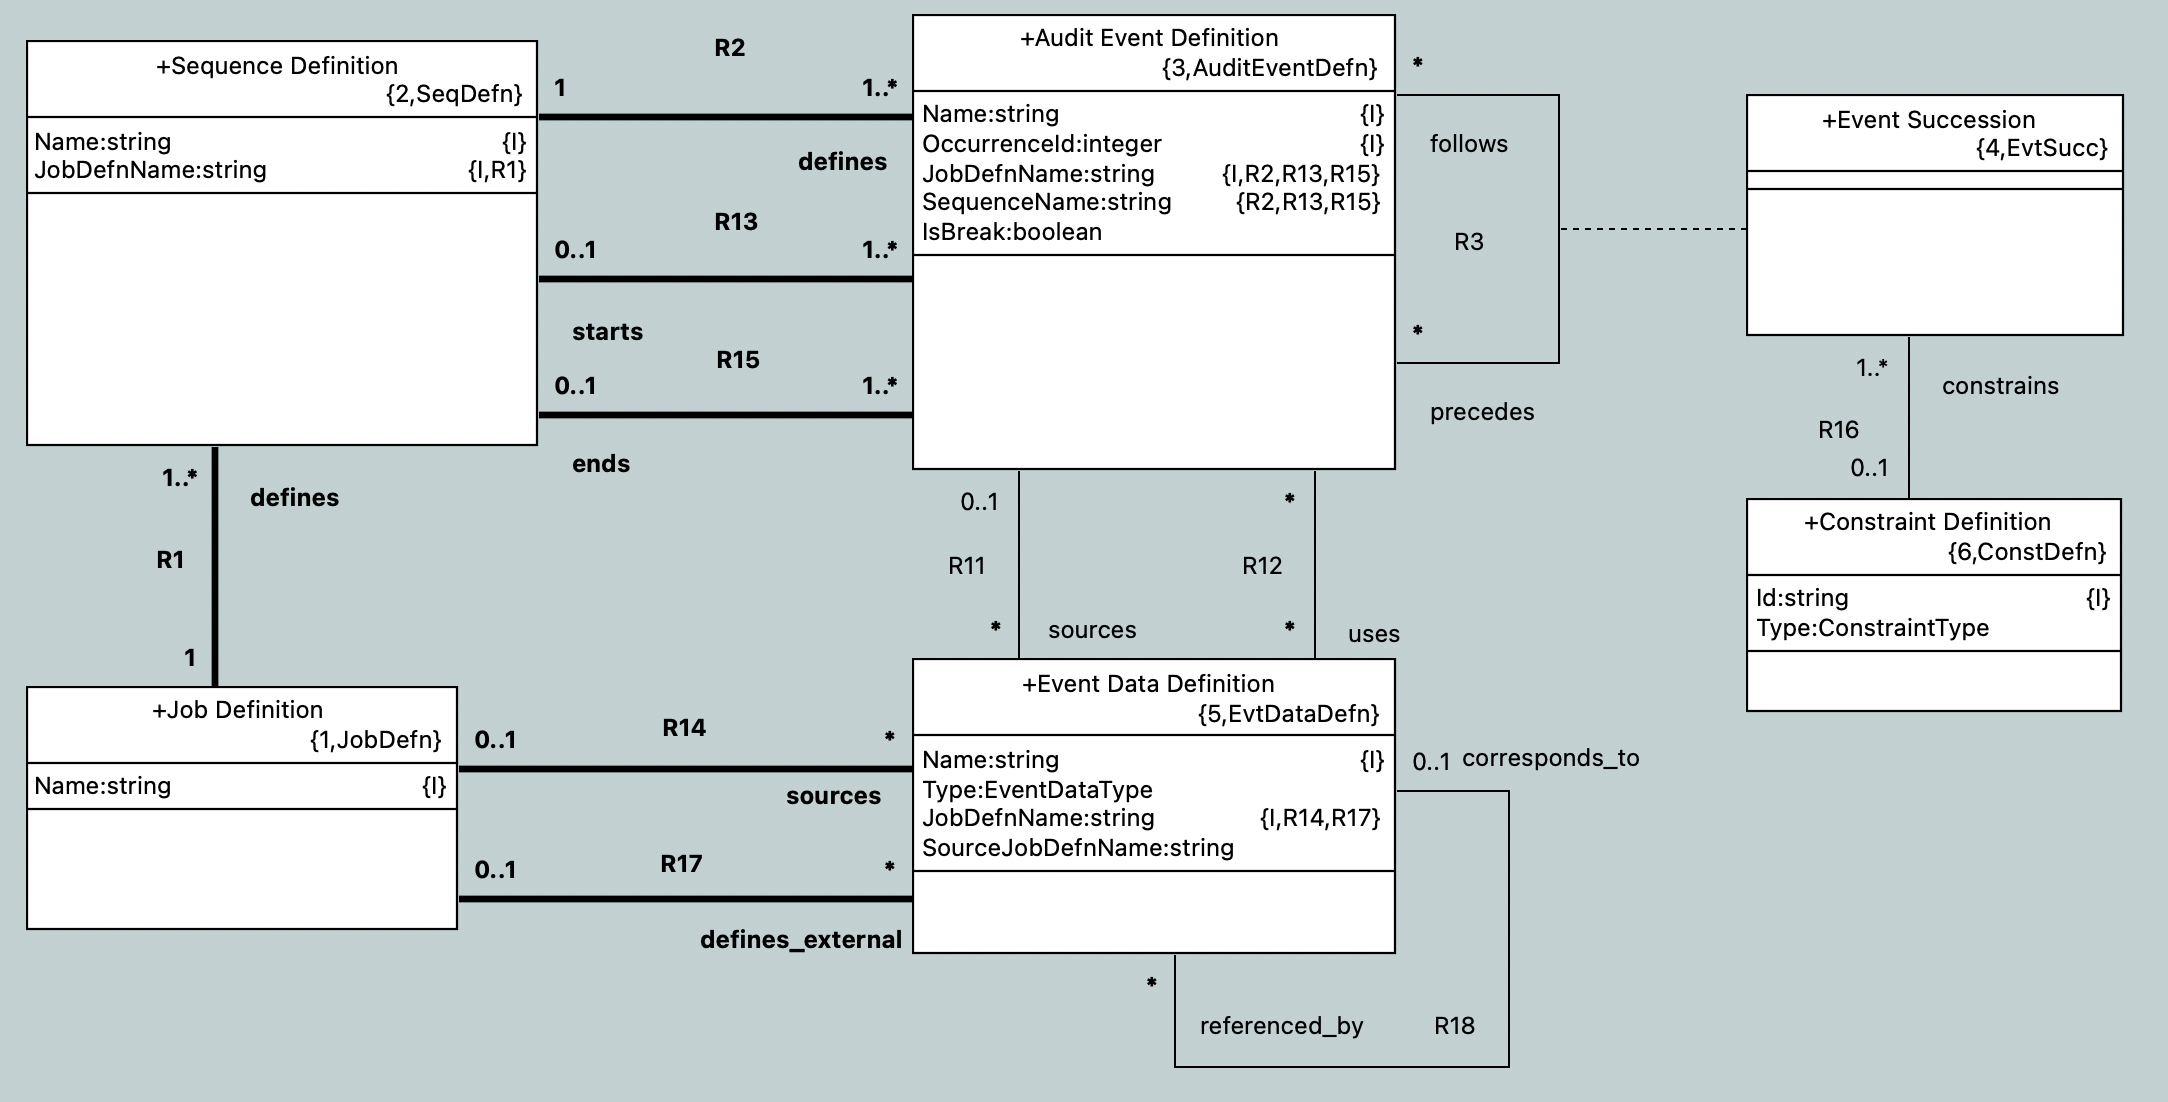 +Sequence Definition
{2,SeqDefn}
Name:string {I}
JobDefnName:string {I,R1}
R2
1 1..*
defines
R13
0..1 1..*
starts
R15
0..1 1..*
ends
+Audit Event Definition
{3,AuditEventDefn}
Name:string {I}
OccurrenceId:integer {I}
JobDefnName:string {I,R2,R13,R15}
SequenceName:string {R2,R13,R15}
IsBreak:boolean
*
follows
R3
*
precedes
+Event Succession
{4,EvtSucc}
1..*
constrains
R16
0..1
+Constraint Definition
{6,ConstDefn}
Id:string {I}
Type:ConstraintType
1..*
defines
R1
1
0..1
R11
* sources
*
R12
* uses
+Job Definition
{1,JobDefn}
Name:string {I}
R14
0..1 *
sources
R17
0..1 *
defines_external
+Event Data Definition
{5,EvtDataDefn}
Name:string {I}
Type:EventDataType
JobDefnName:string {I,R14,R17}
SourceJobDefnName:string
0..1 corresponds_to
*
referenced_by R18